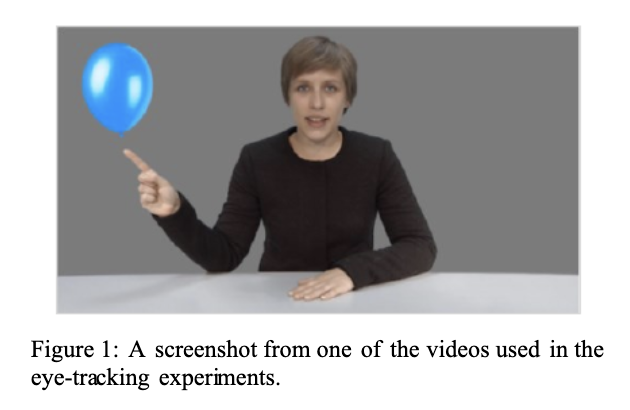 Figure 1: A screenshot from one of the videos used in the
eye-tracking experiments.